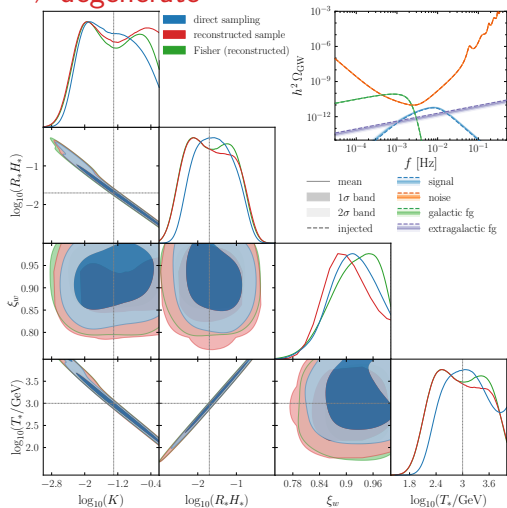 degenerate
direct sampling
reconstructed sample
Fisher (reconstructed)
h² Ω_GW
10⁻³
10⁻⁶
10⁻⁹
10⁻¹²
10⁻³ 10⁻² 10⁻¹
f [Hz]
mean
1σ band
2σ band
injected
signal
noise
galactic fg
extragalactic fg
log₁₀(R∗H∗)
−1
−2
ξ_w
0.95
0.90
0.85
0.80
log₁₀(T∗/GeV)
3.5
3.0
2.5
2.0
−2.8 −2 −1.2 −0.4
log₁₀(K)
−2 −1
log₁₀(R∗H∗)
0.78 0.84 0.9 0.96
ξ_w
1.2 1.8 2.4 3 3.6
log₁₀(T∗/GeV)